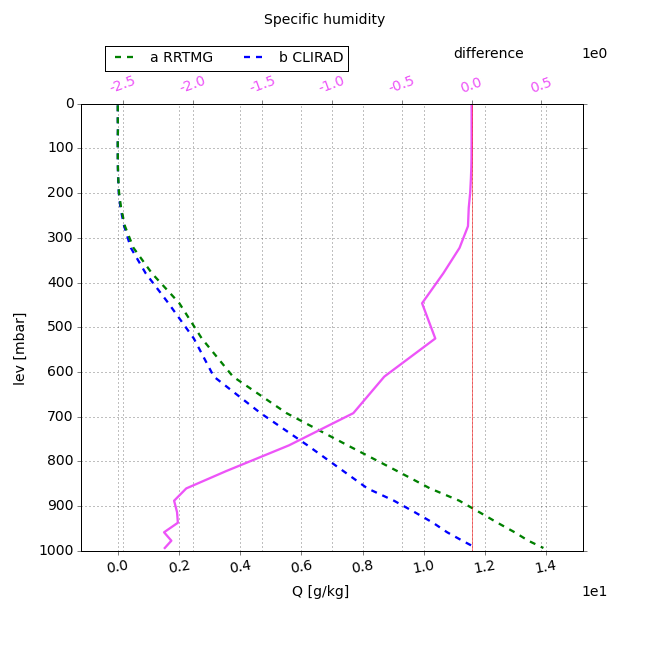 Specific humidity
a RRTMG b CLIRAD difference 1e0
-2.5 -2.0 -1.5 -1.0 -0.5 0.0 0.5
0
100
200
300
400
500
600
700
800
900
1000
lev [mbar]
0.0 0.2 0.4 0.6 0.8 1.0 1.2 1.4
Q [g/kg] 1e1